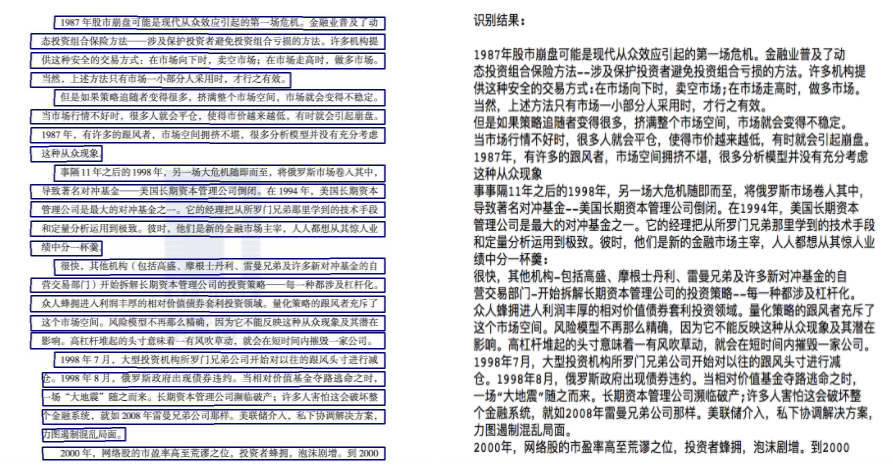 1987年股市崩盘可能是现代从众效应引起的第一场危机。金融业普及了动
态投资组合保险方法——涉及保护投资者避免投资组合亏损的方法。许多机构提
供这种安全的交易方式：在市场向下时，卖空市场；在市场走高时，做多市场。
当然，上述方法只有市场一小部分人采用时，才行之有效。
但是如果策略追随者变得很多，挤满整个市场空间，市场就会变得不稳定。
当市场行情不好时，很多人就会平仓，使得市价越来越低，有时就会引起崩盘。
1987年，有许多的跟风者，市场空间拥挤不堪，很多分析模型并没有充分考虑
这种从众现象
事隔11年之后的1998年，另一场大危机随即而至，将俄罗斯市场卷人其中，
导致著名对冲基金——美国长期资本管理公司倒闭。在1994年，美国长期资本
管理公司是最大的对冲基金之一。它的经理把从所罗门兄弟那里学到的技术手段
和定量分析运用到极致。彼时，他们是新的金融市场主宰，人人都想从其惊人业
绩中分一杯羹
很快，其他机构（包括高盛、摩根士丹利、雷曼兄弟及许多新对冲基金的自
营交易部门）开始拆解长期资本管理公司的投资策略——每一种都涉及杠杆化。
众人蜂拥进人利润丰厚的相对价值债券套利投资领域。量化策略的跟风者充斥了
这个市场空间。风险模型不再那么精确，因为它不能反映这种从众现象及其潜在
影响。高杠杆堆起的头寸意味着一有风吹草动，就会在短时间内摧毁一家公司。
1998年7月，大型投资机构所罗门兄弟公司开始对以往的跟风头寸进行减
仓。1998年8月，俄罗斯政府出现债券违约。当相对价值基金夺路逃命之时，
一场“大地震”随之而来。长期资本管理公司濒临破产；许多人害怕这会破坏整
个金融系统，就如2008年雷曼兄弟公司那样。美联储介入，私下协调解决方案，
力图遏制混乱局面。
2000年，网络股的市盈率高至荒谬之位，投资者蜂拥，泡沫剧增。到2000
识别结果：
1987年股市崩盘可能是现代从众效应引起的第一场危机。金融业普及了动
态投资组合保险方法--涉及保护投资者避免投资组合亏损的方法。许多机构提
供这种安全的交易方式:在市场向下时，卖空市场;在市场走高时，做多市场。
当然，上述方法只有市场一小部分人采用时，才行之有效。
但是如果策略追随者变得很多，挤满整个市场空间，市场就会变得不稳定。
当市场行情不好时，很多人就会平仓，使得市价越来越低，有时就会引起崩盘。
1987年，有许多的跟风者，市场空间拥挤不堪，很多分析模型并没有充分考虑
这种从众现象
事事隔11年之后的1998年，另一场大危机随即而至，将俄罗斯市场卷人其中，
导致著名对冲基金--美国长期资本管理公司倒闭。在1994年，美国长期资本
管理公司是最大的对冲基金之一。它的经理把从所罗门兄弟那里学到的技术手段
和定量分析运用到极致。彼时，他们是新的金融市场主宰，人人都想从其惊人业
绩中分一杯羹：
很快，其他机构-包括高盛、摩根士丹利、雷曼兄弟及许多新对冲基金的自
营交易部门-开始拆解长期资本管理公司的投资策略--每一种都涉及杠杆化。
众人蜂拥进人利润丰厚的相对价值债券套利投资领域。量化策略的跟风者充斥了
这个市场空间。风险模型不再那么精确，因为它不能反映这种从众现象及其潜在
影响。高杠杆堆起的头寸意味着一有风吹草动，就会在短时间内摧毁一家公司。
1998年7月，大型投资机构所罗门兄弟公司开始对以往的跟风头寸进行减
仓。1998年8月，俄罗斯政府出现债券违约。当相对价值基金夺路逃命之时，
一场“大地震”随之而来。长期资本管理公司濒临破产;许多人害怕这会破坏整
个金融系统，就如2008年雷曼兄弟公司那样。美联储介入，私下协调解决方案，
力图遏制混乱局面。
2000年，网络股的市盈率高至荒谬之位，投资者蜂拥，泡沫剧增。到2000